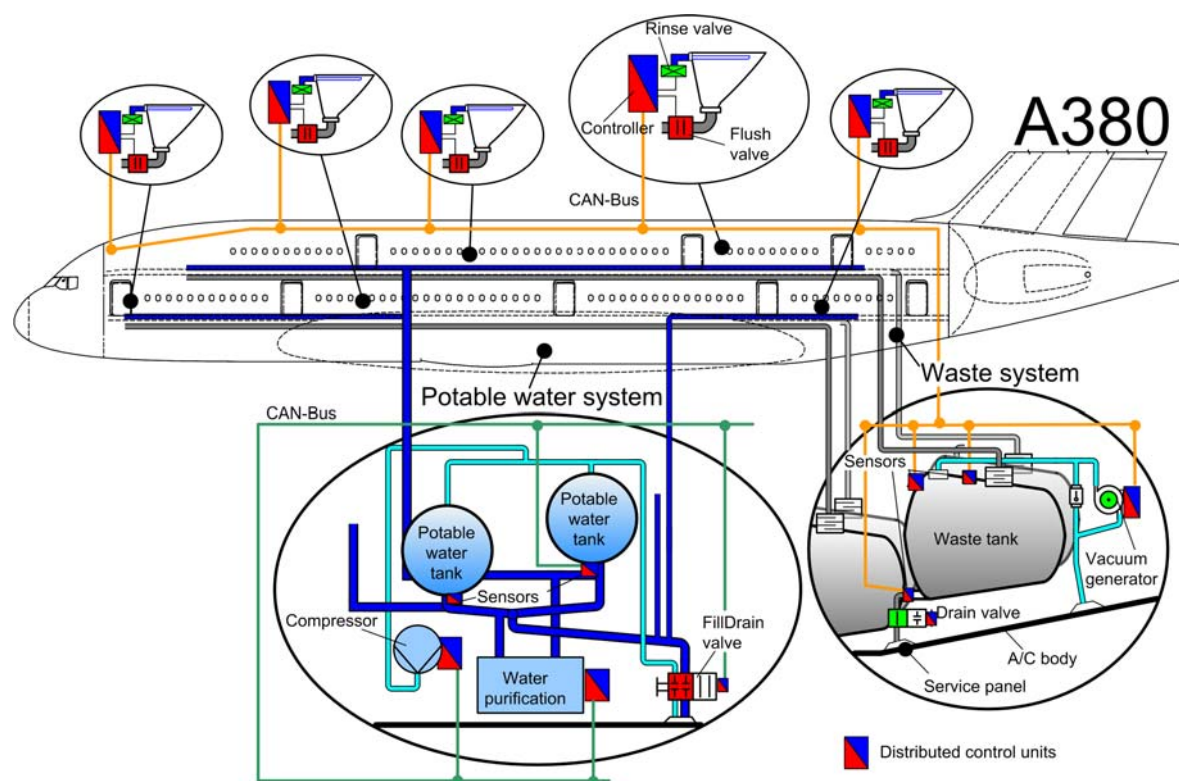 Rinse valve
A380
Controller
Flush
valve
CAN-Bus
Potable water system
Waste system
CAN-Bus
Sensors
Potable
water
tank
Potable
water
tank
Waste tank
Vacuum
generator
Sensors
Compressor
FillDrain
valve
Drain valve
A/C body
Water
purification
Service panel
Distributed control units